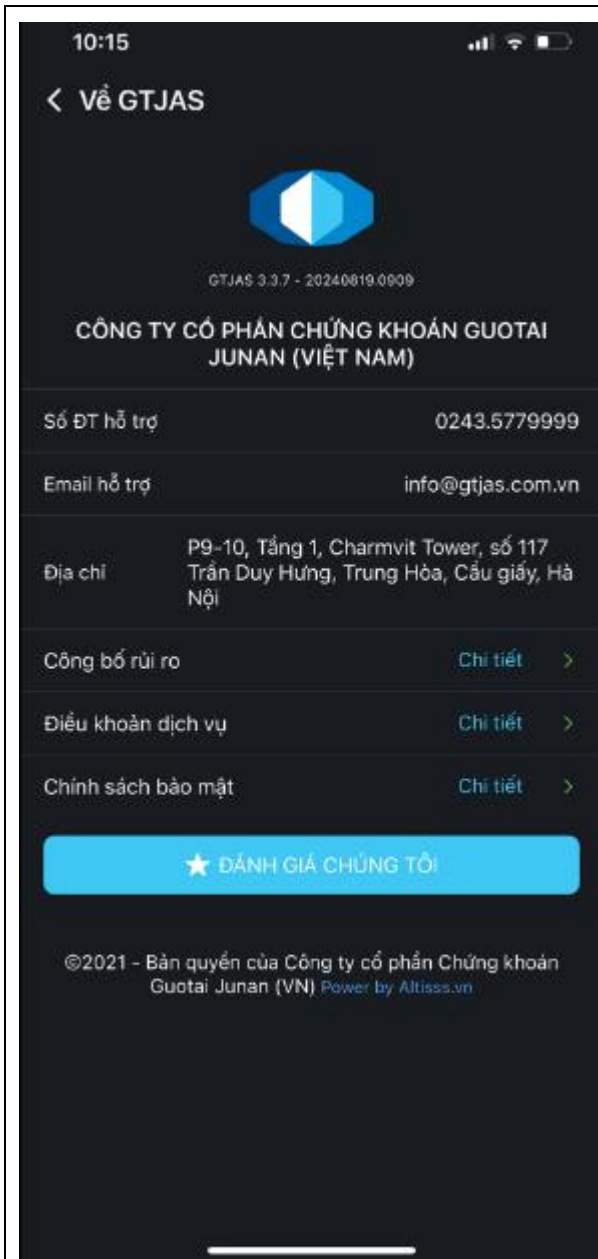 10:15
Về GTJAS
GTJAS 3.3.7 - 20240819.0909
CÔNG TY CỔ PHẦN CHỨNG KHOÁN GUOTAI
JUNAN (VIỆT NAM)
Số ĐT hỗ trợ 0243.5779999
Email hỗ trợ info@gtjas.com.vn
Địa chỉ P9-10, Tầng 1, Charmvit Tower, số 117
Trần Duy Hưng, Trung Hòa, Cầu giấy, Hà
Nội
Công bố rủi ro Chi tiết
Điều khoản dịch vụ Chi tiết
Chính sách bảo mật Chi tiết
ĐÁNH GIÁ CHÚNG TÔI
©2021 - Bản quyền của Công ty cổ phần Chứng khoán
Guotai Junan (VN) Power by Altisss.vn